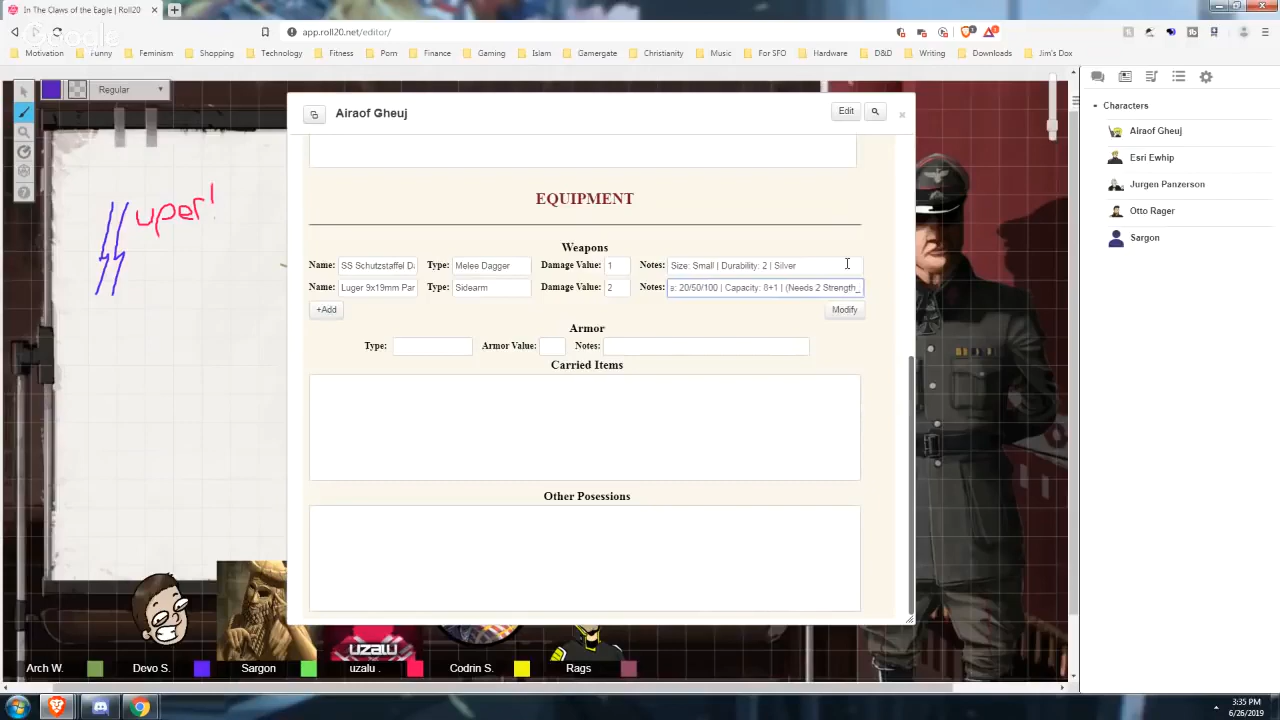 In The Claws of the Eagle | Roll20
app.roll20.net/editor/
Motivation Funny Feminism Shopping Technology Fitness Porn Finance Gaming Islam Gamergate Christianity Music For SFO Hardware D&D Writing Downloads Jim's Dox
Regular
Airaof Gheuj
Edit
Characters
Airaof Gheuj
Esri Ewhip
Jurgen Panzerson
Otto Rager
Sargon
uperl
EQUIPMENT
Weapons
Name: SS Schutzstaffel D Type: Melee Dagger Damage Value: 1 Notes: Size: Small | Durability: 2 | Silver
Name: Luger 9x19mm Par Type: Sidearm Damage Value: 2 Notes: s: 20/50/100 | Capacity: 8+1 | (Needs 2 Strength_
+Add Modify
Armor
Type: Armor Value: Notes:
Carried Items
Other Posessions
uzalu
Arch W. Devo S. Sargon uzalu . Codrin S. Rags
3:35 PM
6/26/2019